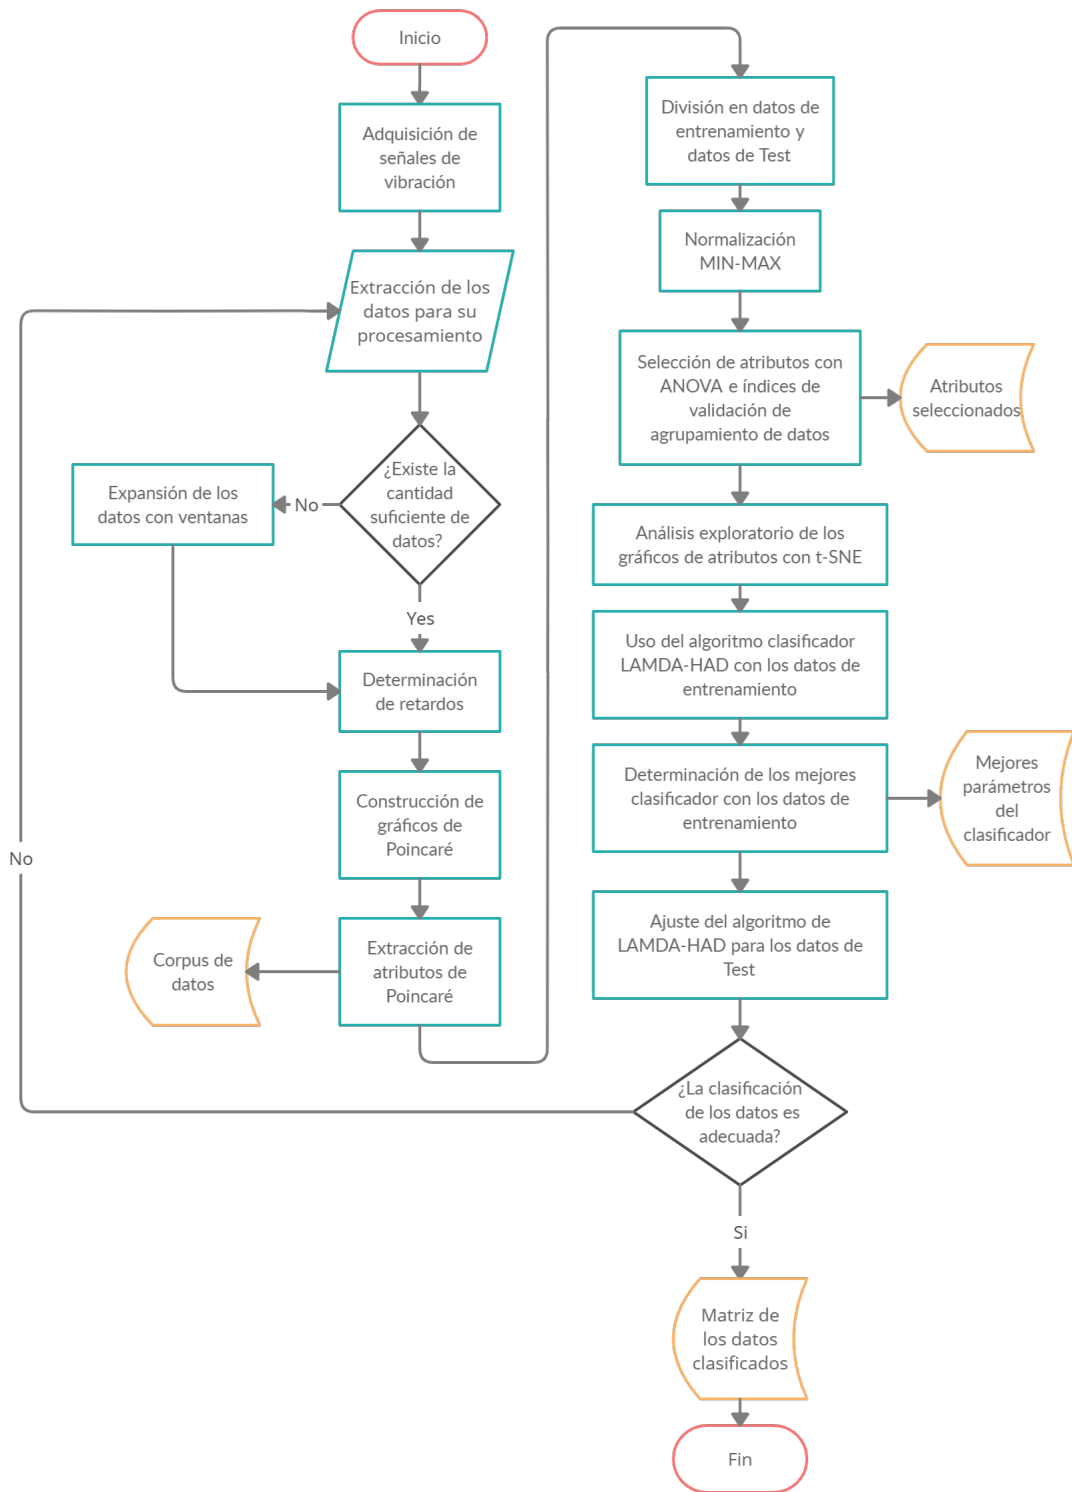 Inicio
Adquisición de
señales de
vibración
Extracción de los
datos para su
procesamiento
¿Existe la
cantidad
suficiente de
datos?
No
Expansión de los
datos con ventanas
Yes
Determinación
de retardos
Construcción de
gráficos de
Poincaré
Extracción de
atributos de
Poincaré
Corpus de
datos
División en datos de
entrenamiento y
datos de Test
Normalización
MIN-MAX
Selección de atributos con
ANOVA e índices de
validación de
agrupamiento de datos
Atributos
seleccionados
Análisis exploratorio de los
gráficos de atributos con t-SNE
Uso del algoritmo clasificador
LAMDA-HAD con los datos de
entrenamiento
Determinación de los mejores
clasificador con los datos de
entrenamiento
Mejores
parámetros
del
clasificador
Ajuste del algoritmo de
LAMDA-HAD para los datos de
Test
¿La clasificación
de los datos es
adecuada?
No
Si
Matriz de
los datos
clasificados
Fin